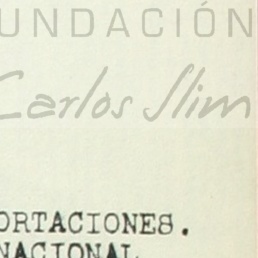 UNDACIÓN
Carlos Slim
ORTACIONES.
NACIONAL